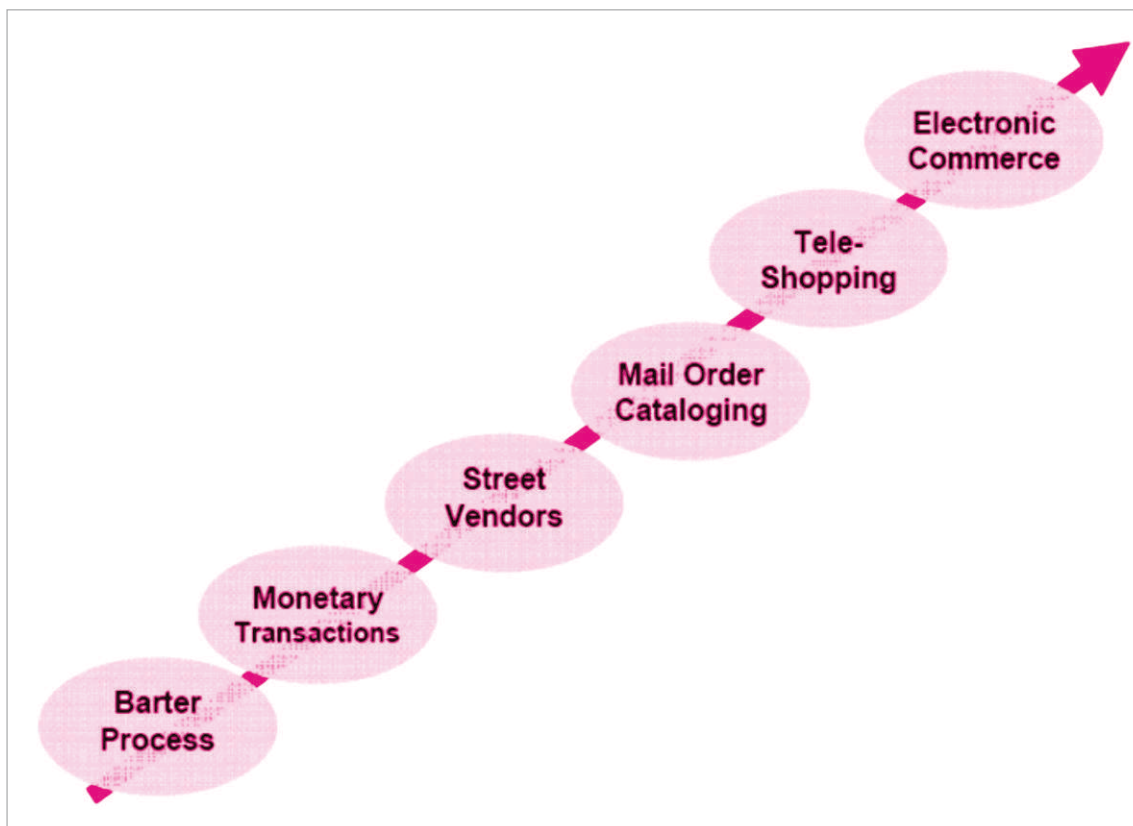 Electronic
Commerce
Tele-
Shopping
Mail Order
Cataloging
Street
Vendors
Monetary
Transactions
Barter
Process